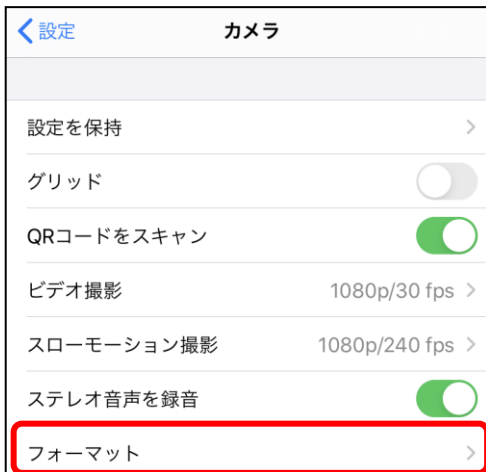 設定
カメラ
設定を保持
グリッド
QRコードをスキャン
ビデオ撮影 1080p/30 fps
スローモーション撮影 1080p/240 fps
ステレオ音声を録音
フォーマット